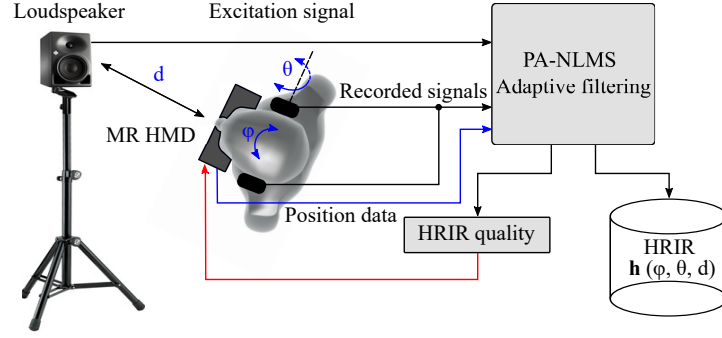 Loudspeaker
Excitation signal
d
θ
PA-NLMS
Adaptive filtering
Recorded signals
MR HMD
φ
Position data
HRIR quality
HRIR
h (φ, θ, d)